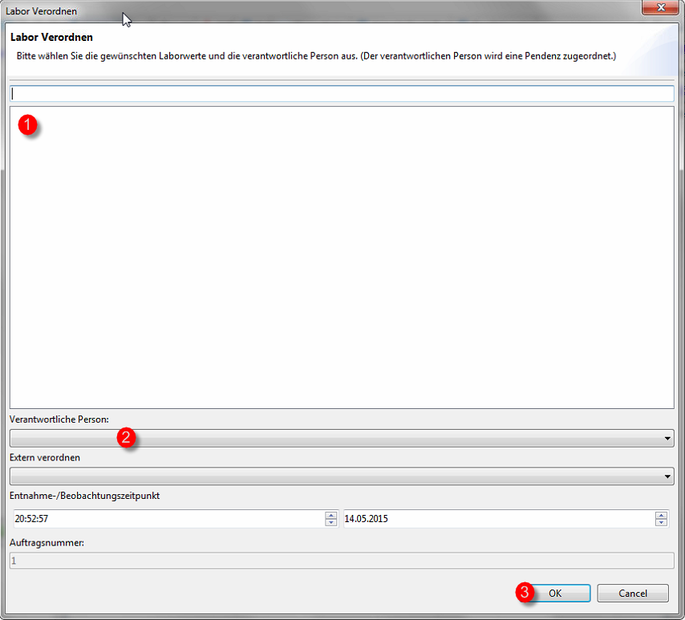 Labor Verordnen
Labor Verordnen
Bitte wählen Sie die gewünschten Laborwerte und die verantwortliche Person aus. (Der verantwortlichen Person wird eine Pendenz zugeordnet.)
1
Verantwortliche Person:
2
Extern verordnen
Entnahme-/Beobachtungszeitpunkt
20:52:57 14.05.2015
Auftragsnummer:
1
3 OK Cancel